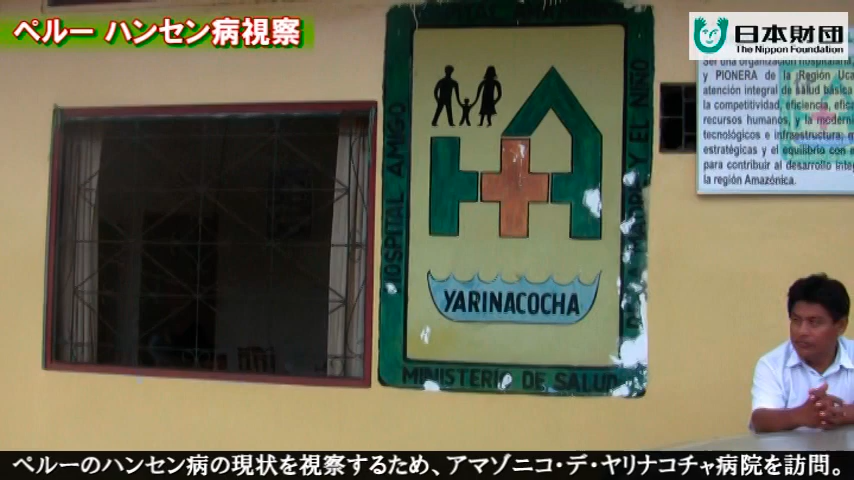 ペルー ハンセン病視察
日本財団
The Nippon Foundation
HOSPITAL AMIGO
LA MADRE Y EL NIÑO
HA
YARINACOCHA
MINISTERIO DE SALUD
Ser una organización hospitalaria,
y PIONERA de la Región Uca
atención integral de salud básica
la competitividad, eficiencia, efica
recursos humanos, y la moderni
tecnológicos e infraestructura; m
estratégicas y el equilibrio con e
para contribuir al desarrollo inte
la región Amazónica.
ペルーのハンセン病の現状を視察するため、アマゾニコ・デ・ヤリナコチャ病院を訪問。